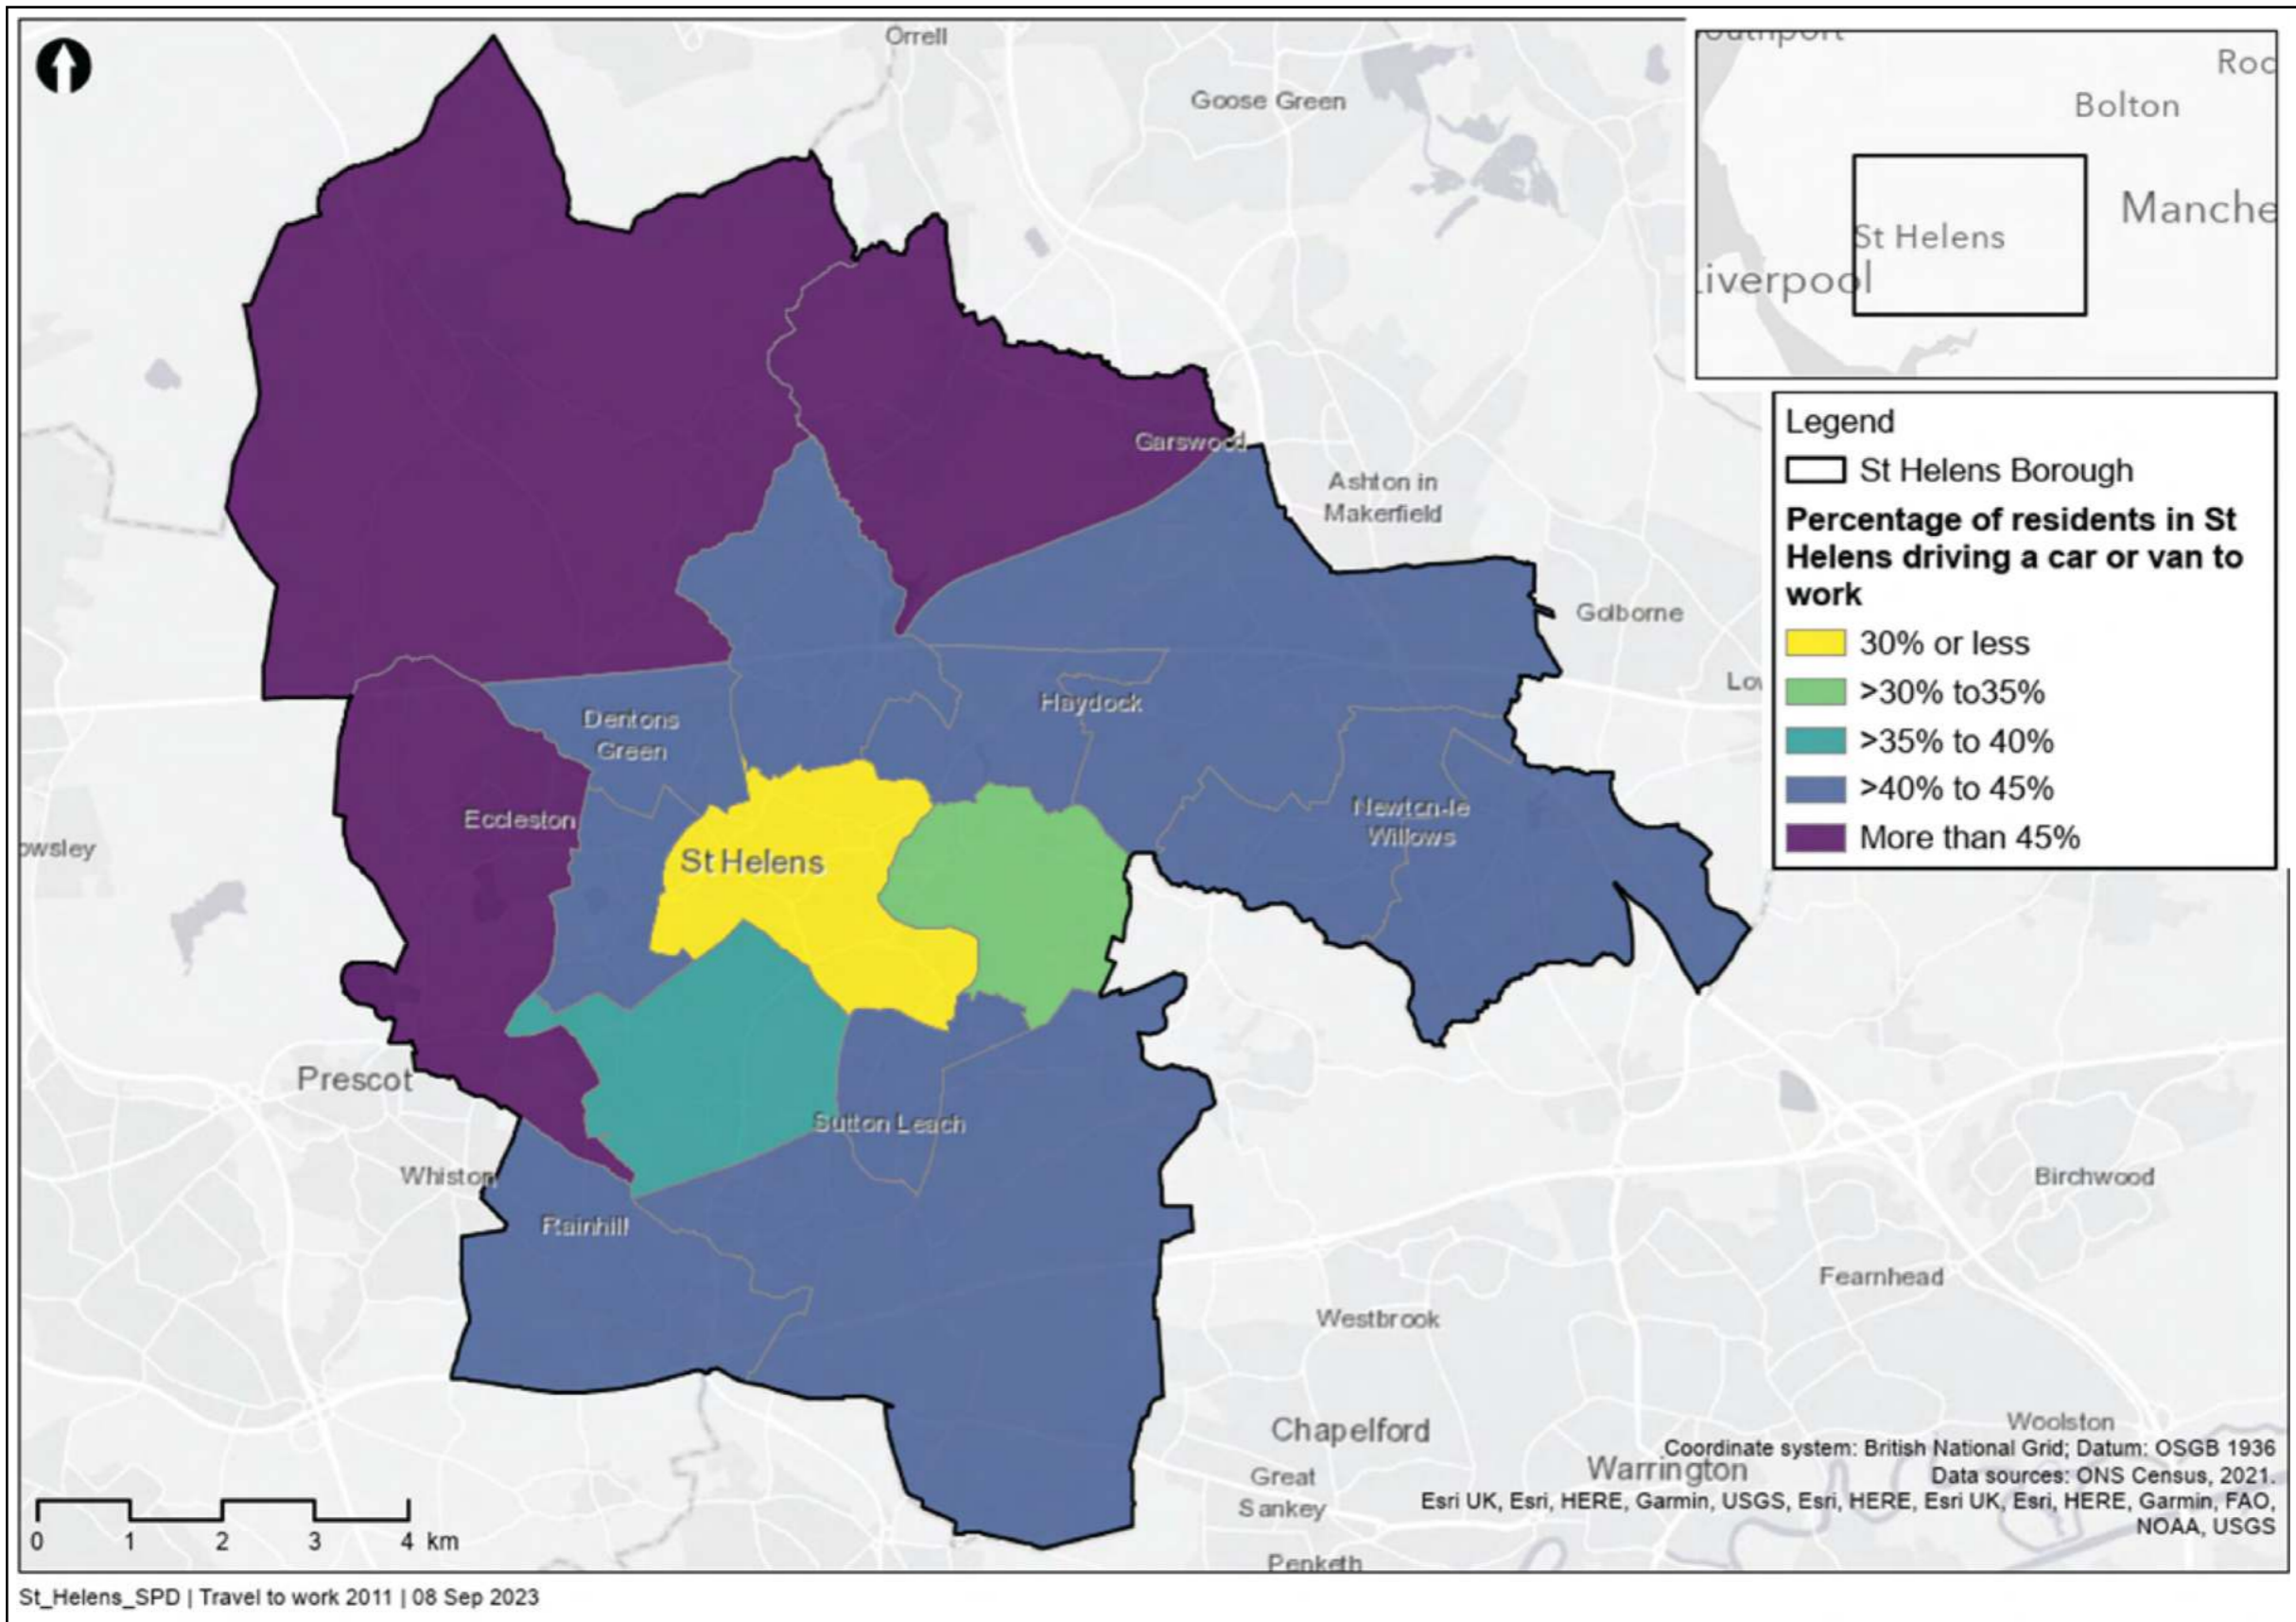 Orrell
Goose Green
Garswood
Ashton in
Makerfield
Golborne
Haydock
Dentons
Green
Eccleston
St Helens
Newton-le
Willows
Prescot
Sutton Leach
Whiston
Rainhill
Birchwood
Fearnhead
Westbrook
Chapelford
Great
Sankey
Woolston
Warrington
Penketh
Bolton
St Helens
Legend
St Helens Borough
Percentage of residents in St
Helens driving a car or van to
work
30% or less
>30% to35%
>35% to 40%
>40% to 45%
More than 45%
Coordinate system: British National Grid; Datum: OSGB 1936
Data sources: ONS Census, 2021.
Esri UK, Esri, HERE, Garmin, USGS, Esri, HERE, Esri UK, Esri, HERE, Garmin, FAO,
NOAA, USGS
0 1 2 3 4 km
St_Helens_SPD | Travel to work 2011 | 08 Sep 2023